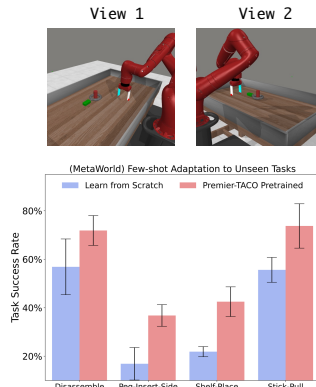 View 1 View 2
(MetaWorld) Few-shot Adaptation to Unseen Tasks
Learn from Scratch Premier-TACO Pretrained
80%
60%
40%
20%
Task Success Rate
Disassemble Peg-Insert-Side Shelf-Place Stick-Pull